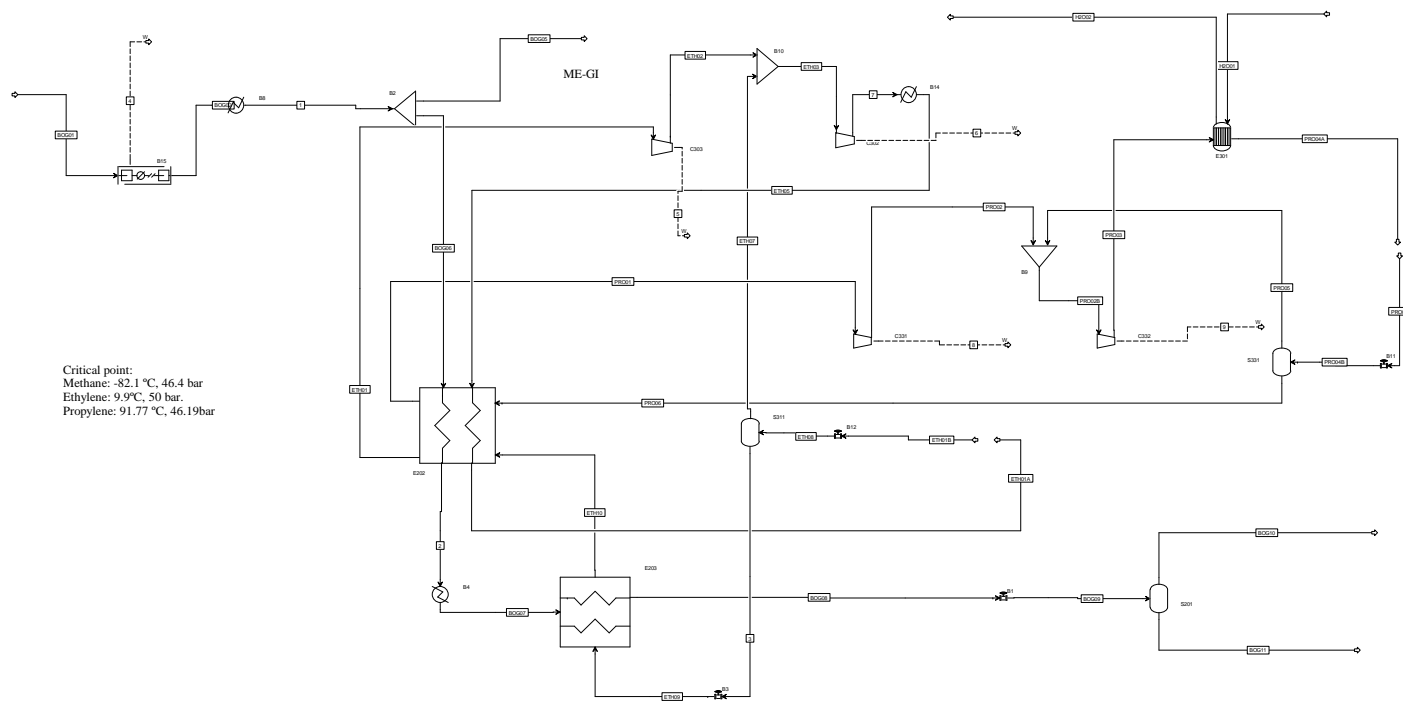 H2O02
W
BOG05
B10
ETH02
ME-GI
ETH03
H2O01
B2
B14
7
4
B8
1
W
6
BOG01
C303
E301
PRO04A
B15
ETH05
PRO02
5
W
PRO03
ETH07
BOG06
B9
PRO01
PRO05
PRO02B
W
9
C331
C332
W
8
S331
PRO04B
B11
Critical point:
Methane: -82.1 ºC, 46.4 bar
Ethylene: 9.9ºC, 50 bar.
Propylene: 91.77 ºC, 46.19bar
ETH01
PRO06
S311
B12
ETH08
ETH01B
E202
ETH01A
ETH10
BOG10
2
E203
B4
BOG08
B1
BOG09
S201
BOG07
3
BOG11
B3
ETH09